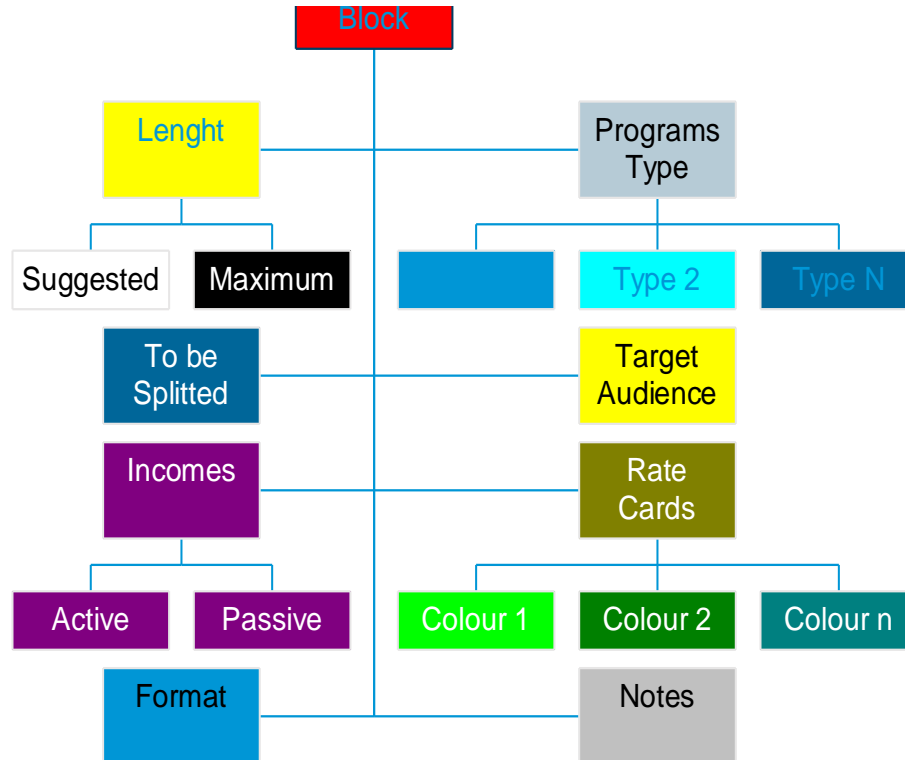 Block
Lenght
Programs
Type
Suggested
Maximum
Type 2
Type N
To be
Splitted
Target
Audience
Incomes
Rate
Cards
Active
Passive
Colour 1
Colour 2
Colour n
Format
Notes